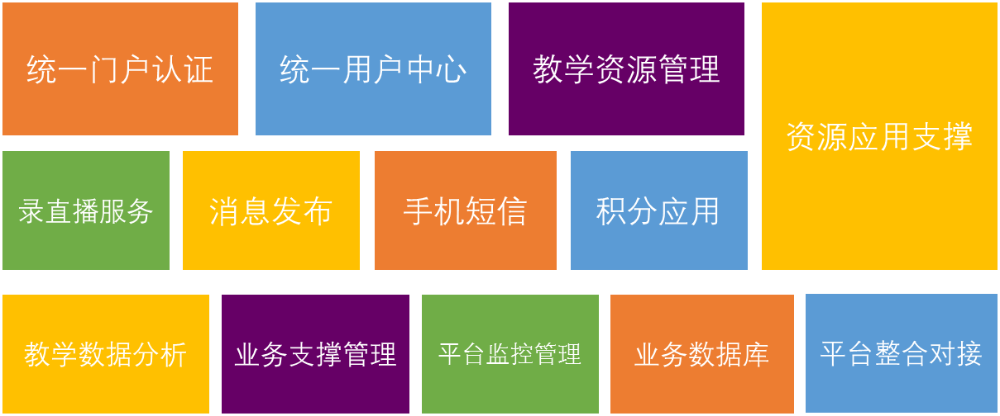 统一门户认证
统一用户中心
教学资源管理
资源应用支撑
录直播服务
消息发布
手机短信
积分应用
教学数据分析
业务支撑管理
平台监控管理
业务数据库
平台整合对接